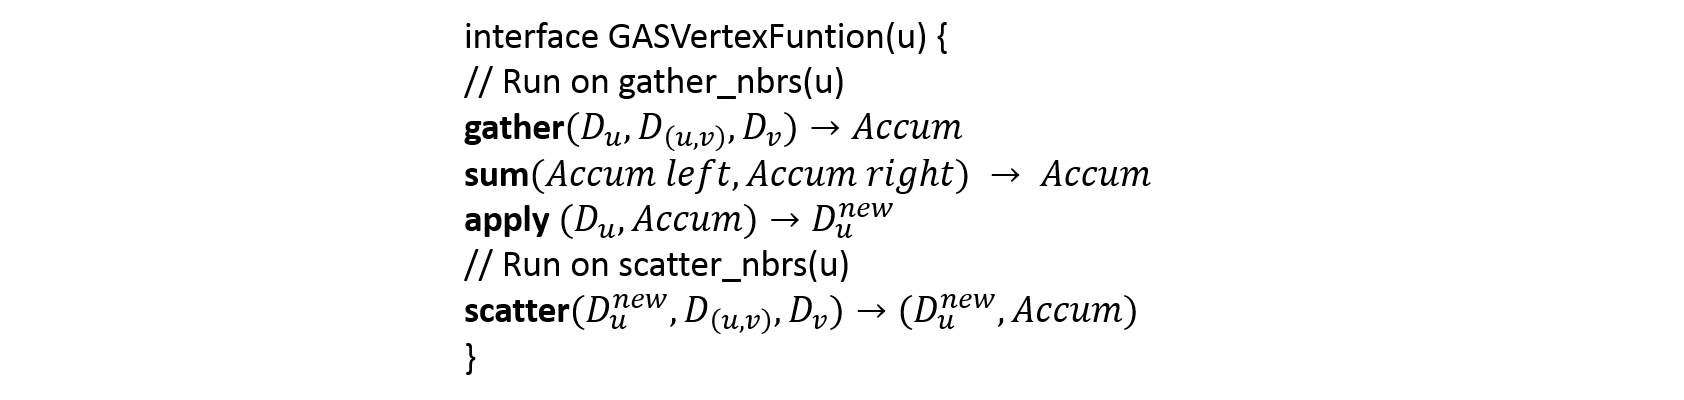 interface GASVertexFuntion(u) {
// Run on gather_nbrs(u)
gather(D_u, D_(u,v), D_v) → Accum
sum(Accum left, Accum right) → Accum
apply (D_u, Accum) → D_u^new
// Run on scatter_nbrs(u)
scatter(D_u^new, D_(u,v), D_v) → (D_u^new, Accum)
}